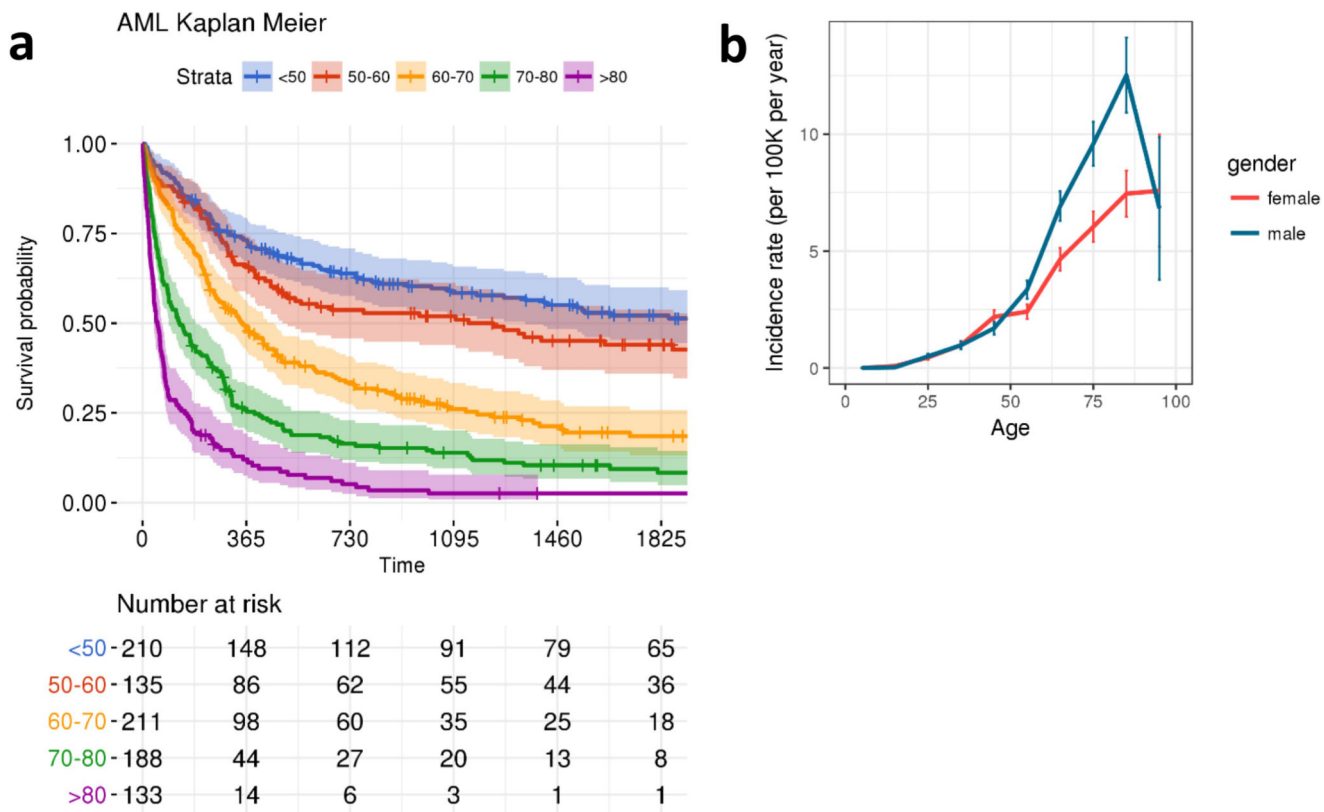 a
AML Kaplan Meier
Strata <50 50-60 60-70 70-80 >80
Survival probability
1.00
0.75
0.50
0.25
0.00
0 365 730 1095 1460 1825
Time
Number at risk
<50 210 148 112 91 79 65
50-60 135 86 62 55 44 36
60-70 211 98 60 35 25 18
70-80 188 44 27 20 13 8
>80 133 14 6 3 1 1
b
Incidence rate (per 100K per year)
10
5
0
0 25 50 75 100
Age
gender
female
male